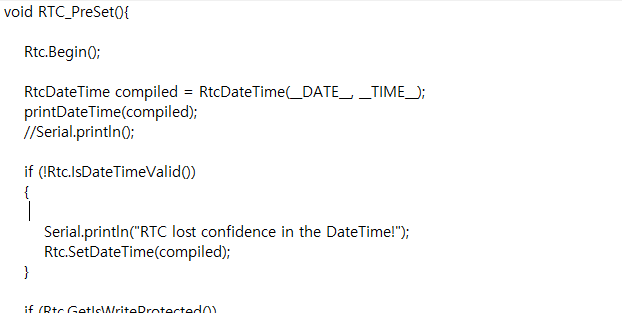 void RTC_PreSet(){
Rtc.Begin();
RtcDateTime compiled = RtcDateTime(__DATE__, __TIME__);
printDateTime(compiled);
//Serial.println();
if (!Rtc.IsDateTimeValid())
{
Serial.println("RTC lost confidence in the DateTime!");
Rtc.SetDateTime(compiled);
}
if (Rtc.GetIsWriteProtected())